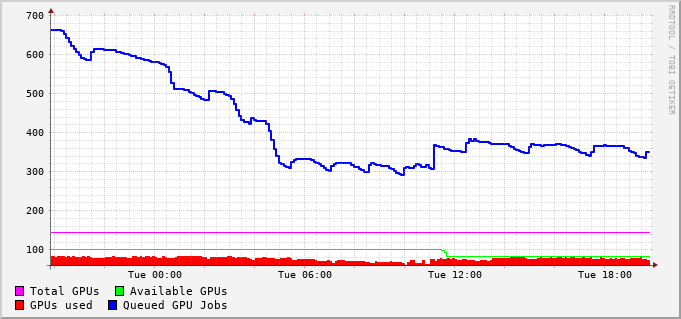 700
600
500
400
300
200
100
Tue 00:00 Tue 06:00 Tue 12:00 Tue 18:00
Total GPUs Available GPUs
GPUs used Queued GPU Jobs
RRDTOOL / TOBI OETIKER